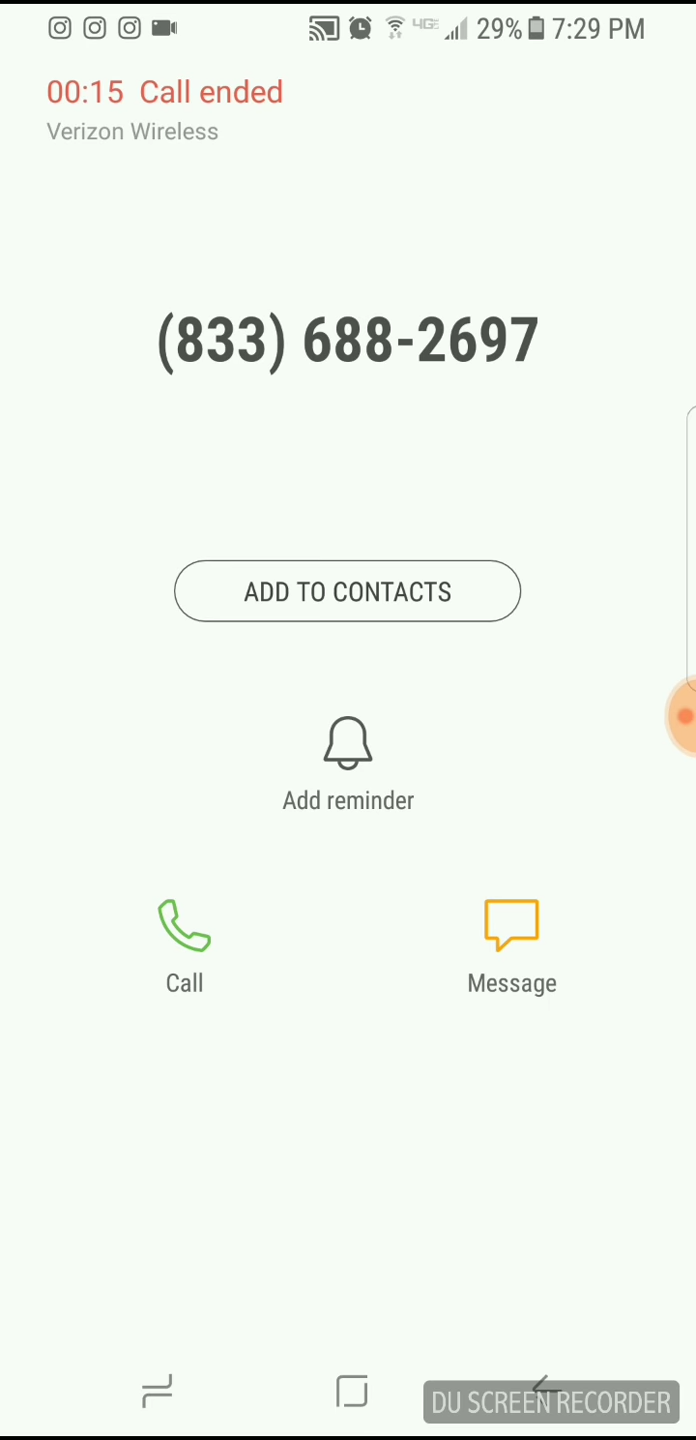 4GE 29% 7:29 PM
00:15 Call ended
Verizon Wireless
(833) 688-2697
ADD TO CONTACTS
Add reminder
Call Message
DU SCREEN RECORDER